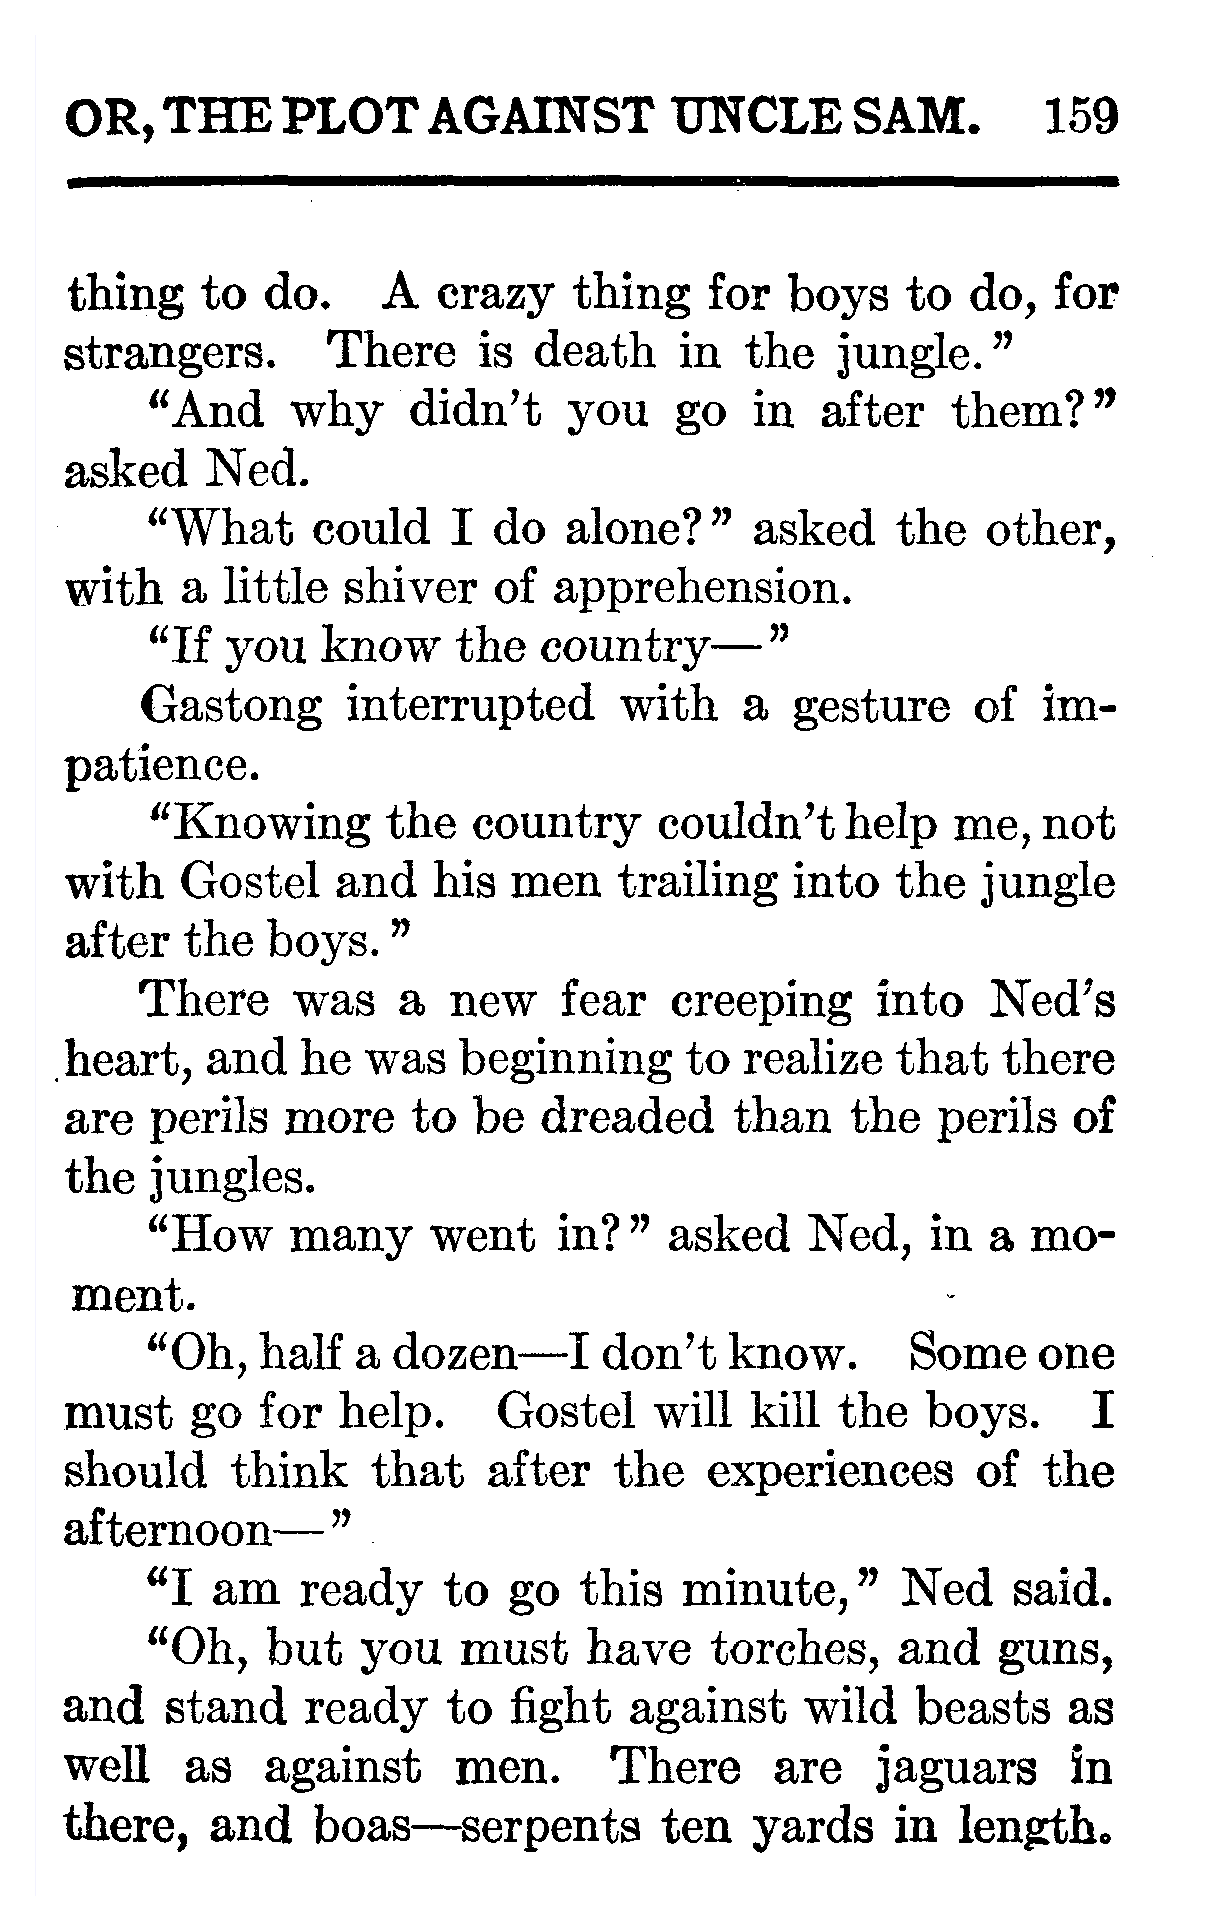 OR, THE PLOT AGAINST UNCLE SAM. 159
thing to do. A crazy thing for boys to do, for
strangers. There is death in the jungle."
"And why didn't you go in after them?"
asked Ned.
"What could I do alone?" asked the other,
with a little shiver of apprehension.
"If you know the country—"
Gastong interrupted with a gesture of im-
patience.
"Knowing the country couldn't help me, not
with Gostel and his men trailing into the jungle
after the boys."
There was a new fear creeping into Ned's
heart, and he was beginning to realize that there
are perils more to be dreaded than the perils of
the jungles.
"How many went in?" asked Ned, in a mo-
ment.
"Oh, half a dozen—I don't know. Some one
must go for help. Gostel will kill the boys. I
should think that after the experiences of the
afternoon—"
"I am ready to go this minute," Ned said.
"Oh, but you must have torches, and guns,
and stand ready to fight against wild beasts as
well as against men. There are jaguars in
there, and boas—serpents ten yards in length.